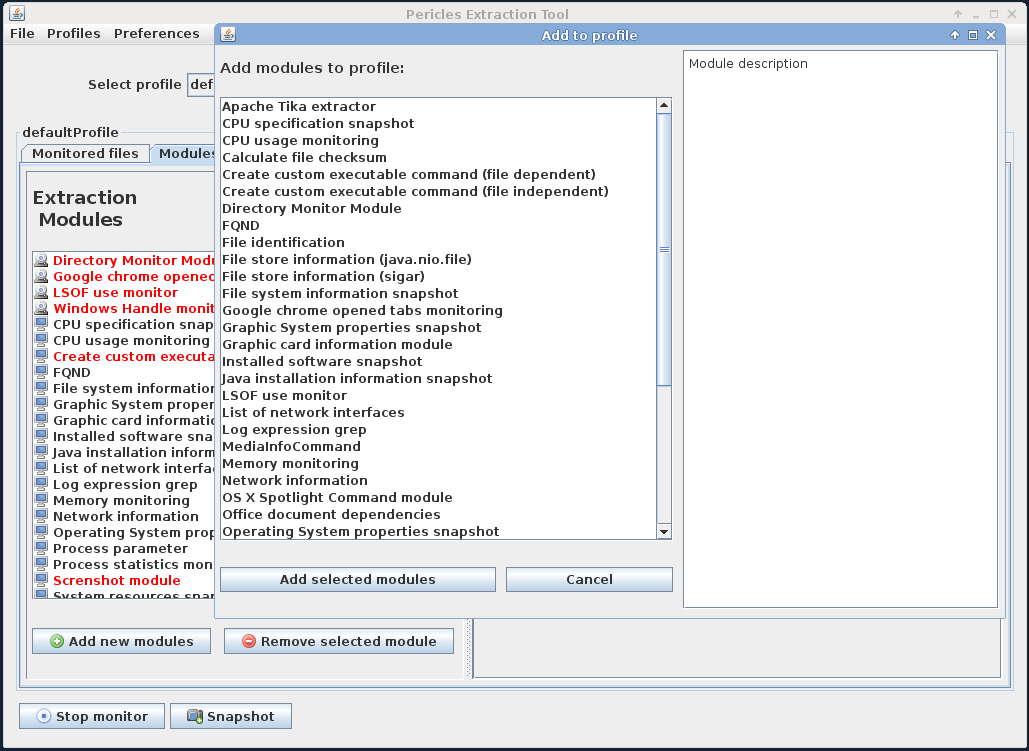 Pericles Extraction Tool
File Profiles Preferences
Select profile def
defaultProfile
Monitored files Modules
Extraction
Modules
Directory Monitor Modu
Google chrome opened
LSOF use monitor
Windows Handle monit
CPU specification snap
CPU usage monitoring
Create custom executa
FQND
File system information
Graphic System proper
Graphic card informatic
Installed software sna
Java installation inform
List of network interfa
Log expression grep
Memory monitoring
Network information
Operating System prop
Process parameter
Process statistics mon
Screnshot module
System resources snap
Add new modules
Remove selected module
Stop monitor
Snapshot
Add to profile
Add modules to profile:
Apache Tika extractor
CPU specification snapshot
CPU usage monitoring
Calculate file checksum
Create custom executable command (file dependent)
Create custom executable command (file independent)
Directory Monitor Module
FQND
File identification
File store information (java.nio.file)
File store information (sigar)
File system information snapshot
Google chrome opened tabs monitoring
Graphic System properties snapshot
Graphic card information module
Installed software snapshot
Java installation information snapshot
LSOF use monitor
List of network interfaces
Log expression grep
MediaInfoCommand
Memory monitoring
Network information
OS X Spotlight Command module
Office document dependencies
Operating System properties snapshot
Add selected modules
Cancel
Module description